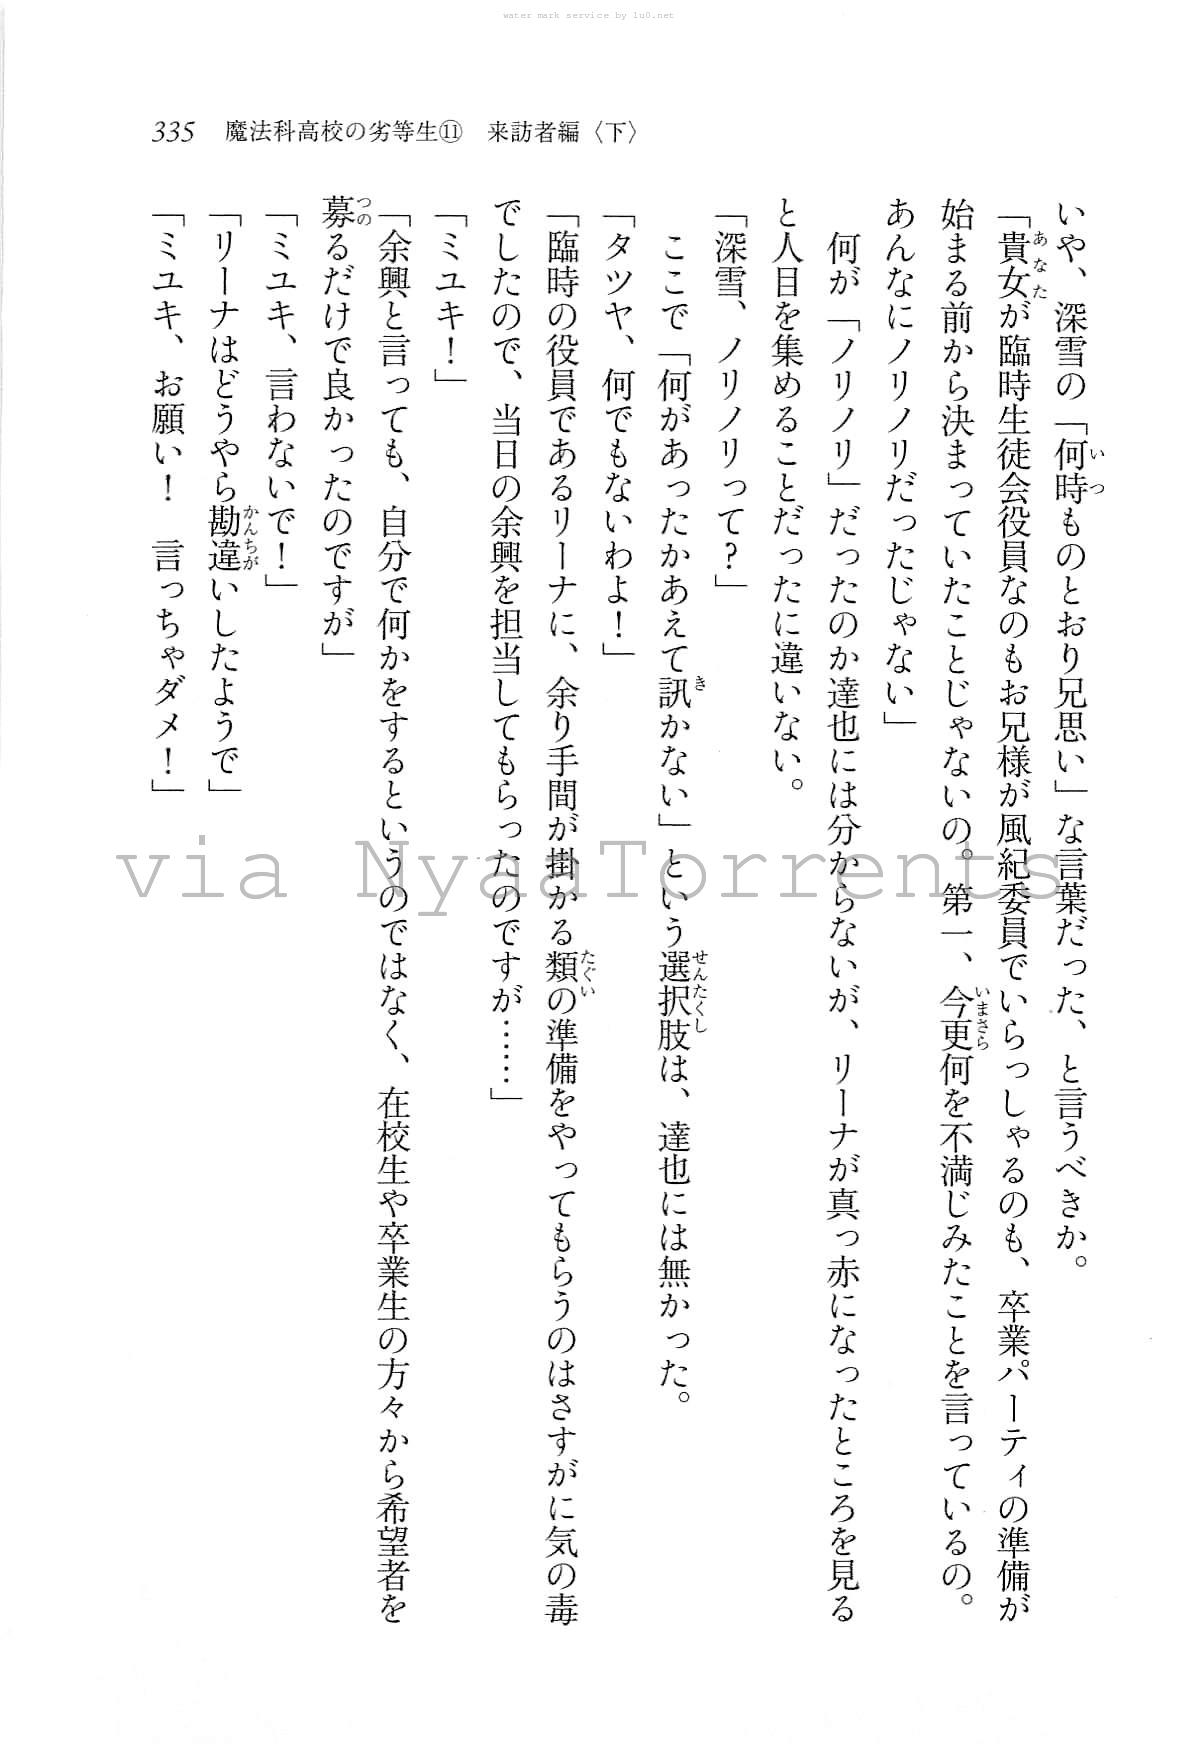 water mark service by lu0.net
335 魔法科高校の劣等生⑪ 来訪者編〈下〉
いや、深雪の「何時ものとおり兄思い」な言葉だった、と言うべきか。
「貴女が臨時生徒会役員なのもお兄様が風紀委員でいらっしゃるのも、卒業パーティの準備が
始まる前から決まっていたことじゃないの。第一、今更何を不満じみたことを言っているの。
あんなにノリノリだったじゃない」
何が「ノリノリ」だったのか達也には分からないが、リーナが真っ赤になったところを見る
と人目を集めることだったに違いない。
「深雪、ノリノリって？」
ここで「何があったかあえて訊かない」という選択肢は、達也には無かった。
「タツヤ、何でもないわよ！」
「臨時の役員であるリーナに、余り手間が掛かる類の準備をやってもらうのはさすがに気の毒
でしたので、当日の余興を担当してもらったのですが……」
「ミユキ！」
「余興と言っても、自分で何かをするというのではなく、在校生や卒業生の方々から希望者を
募るだけで良かったのですが」
「ミユキ、言わないで！」
「リーナはどうやら勘違いしたようで」
「ミユキ、お願い！　言っちゃダメ！」
via NyaaTorrents